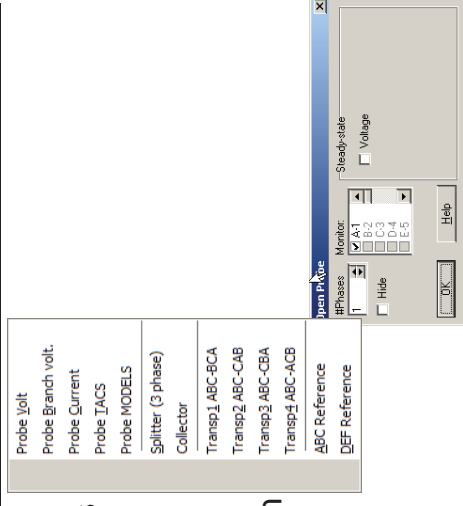 Probe Volt
Probe Branch volt.
Probe Current
Probe TACS
Probe MODELS
Splitter (3 phase)
Collector
Transp1 ABC-BCA
Transp2 ABC-CAB
Transp3 ABC-CBA
Transp4 ABC-ACB
ABC Reference
DEF Reference
Open Probe
#Phases
1
Hide
Monitor:
A-1
B-2
C-3
D-4
E-5
Steady-state
Voltage
OK
Help